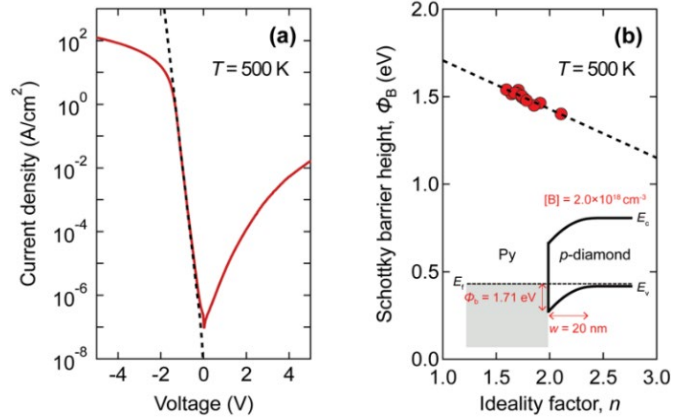 (a)
T = 500 K
Current density (A/cm²)
10²
10⁰
10⁻²
10⁻⁴
10⁻⁶
10⁻⁸
-4 -2 0 2 4
Voltage (V)
(b)
T = 500 K
Schottky barrier height, Φ_B (eV)
2.0
1.5
1.0
0.5
0.0
[B] = 2.0×10¹⁸ cm⁻³
E_c
Py p-diamond
E_f
E_v
Φ_b = 1.71 eV
w = 20 nm
1.0 1.5 2.0 2.5 3.0
Ideality factor, n